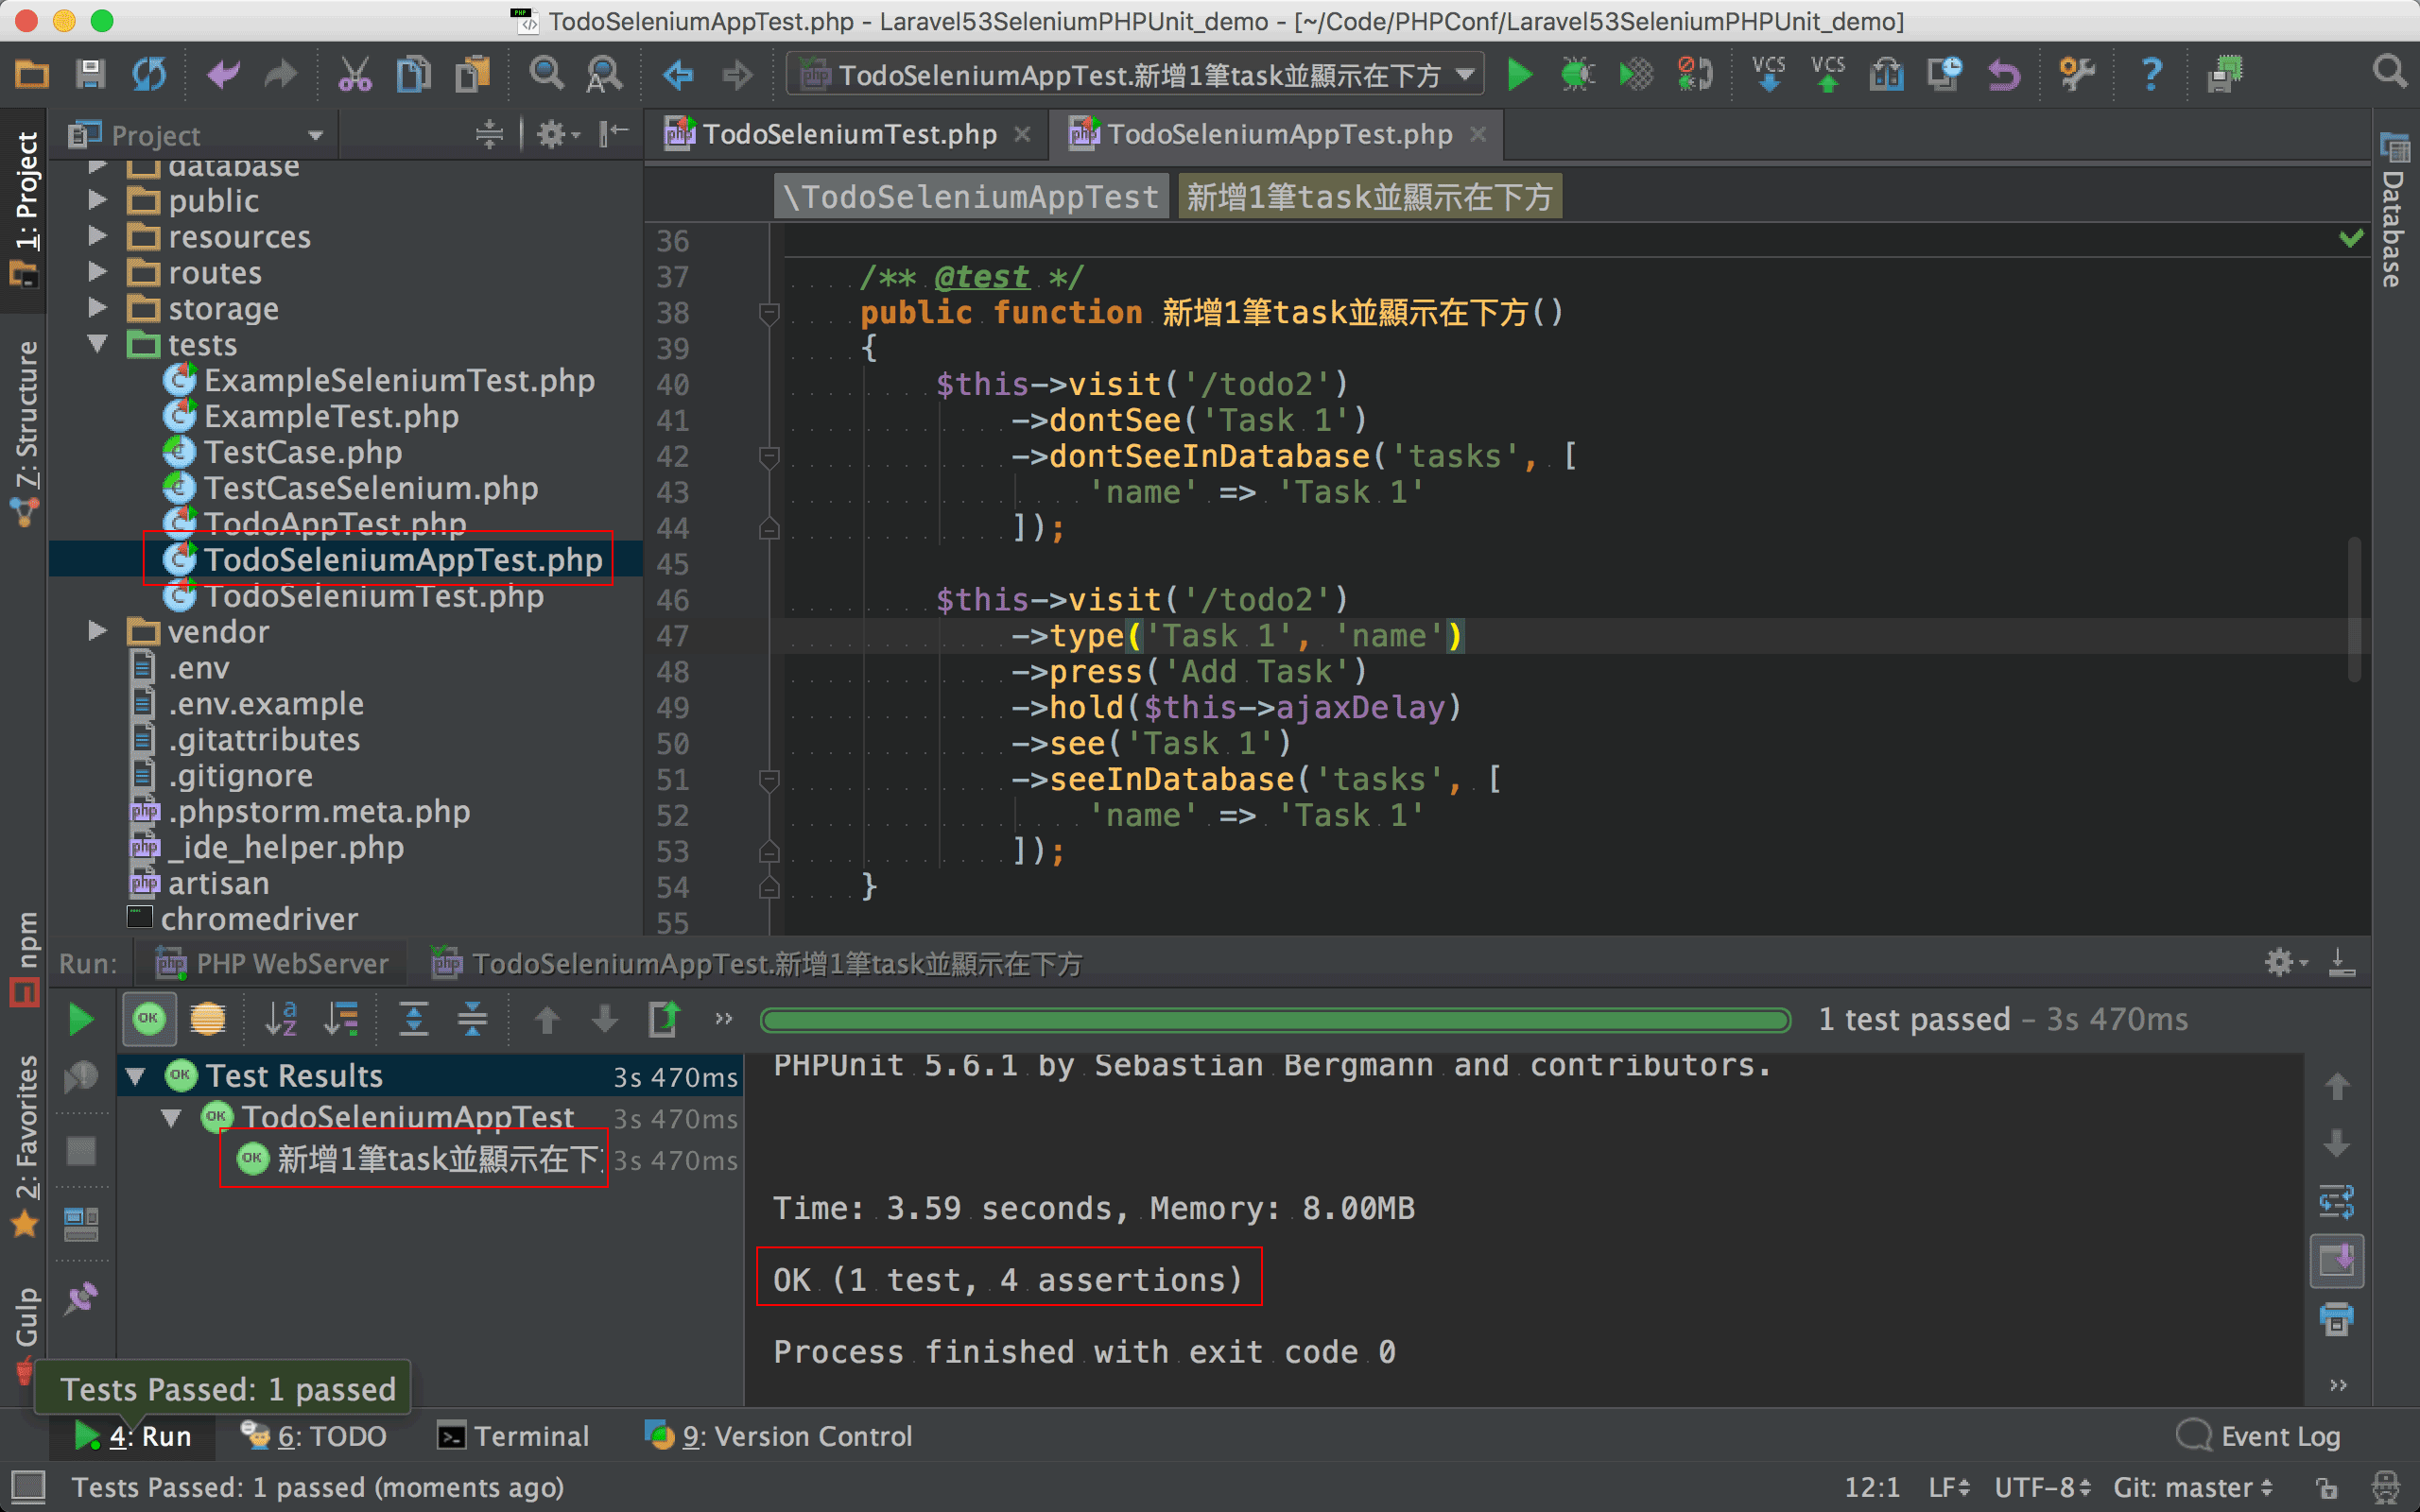 TodoSeleniumAppTest.php - Laravel53SeleniumPHPUnit_demo - [~/Code/PHPConf/Laravel53SeleniumPHPUnit_demo]
TodoSeleniumAppTest.新增1筆task並顯示在下方
VCS
VCS
Project
TodoSeleniumTest.php
TodoSeleniumAppTest.php
\TodoSeleniumAppTest
新增1筆task並顯示在下方
1: Project
7: Structure
npm
2: Favorites
Gulp
Database
database
public
resources
routes
storage
tests
ExampleSeleniumTest.php
ExampleTest.php
TestCase.php
TestCaseSelenium.php
TodoAppTest.php
TodoSeleniumAppTest.php
TodoSeleniumTest.php
vendor
.env
.env.example
.gitattributes
.gitignore
.phpstorm.meta.php
_ide_helper.php
artisan
chromedriver
36
37 /** @test */
38 public function 新增1筆task並顯示在下方()
39 {
40 $this->visit('/todo2')
41 ->dontSee('Task 1')
42 ->dontSeeInDatabase('tasks', [
43 'name' => 'Task 1'
44 ]);
45
46 $this->visit('/todo2')
47 ->type('Task 1', 'name')
48 ->press('Add Task')
49 ->hold($this->ajaxDelay)
50 ->see('Task 1')
51 ->seeInDatabase('tasks', [
52 'name' => 'Task 1'
53 ]);
54 }
55
Run: PHP WebServer TodoSeleniumAppTest.新增1筆task並顯示在下方
1 test passed – 3s 470ms
Test Results 3s 470ms
TodoSeleniumAppTest 3s 470ms
新增1筆task並顯示在下 3s 470ms
PHPUnit 5.6.1 by Sebastian Bergmann and contributors.
Time: 3.59 seconds, Memory: 8.00MB
OK (1 test, 4 assertions)
Process finished with exit code 0
Tests Passed: 1 passed
4: Run 6: TODO Terminal 9: Version Control Event Log
Tests Passed: 1 passed (moments ago) 12:1 LF UTF-8 Git: master